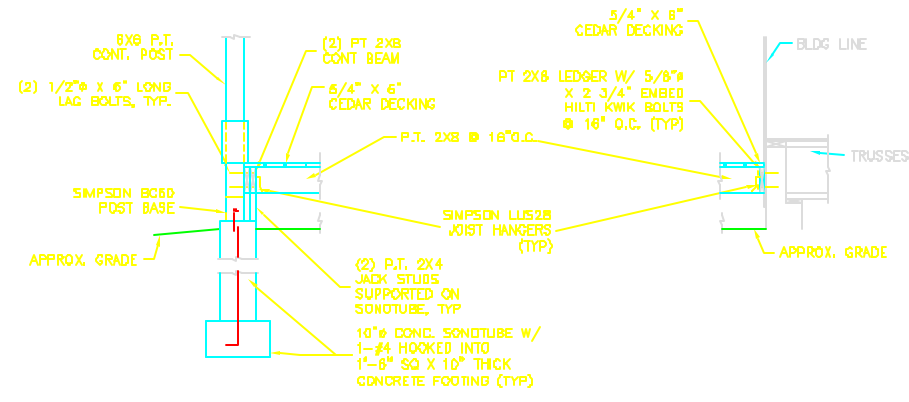 6X6 P.T.
CONT. POST
(2) 1/2"ø X 6" LONG
LAG BOLTS, TYP.
(2) PT 2X8
CONT BEAM
5/4" X 6"
CEDAR DECKING
P.T. 2X8 @ 16"O.C.
SIMPSON BC60
POST BASE
SIMPSON LUS28
JOIST HANGERS
(TYP)
APPROX. GRADE
(2) P.T. 2X4
JACK STUDS
SUPPORTED ON
SONOTUBE, TYP
10"ø CONC. SONOTUBE W/
1-#4 HOOKED INTO
1'-6" SQ X 10" THICK
CONCRETE FOOTING (TYP)
5/4" X 6"
CEDAR DECKING
BLDG LINE
PT 2X8 LEDGER W/ 5/8"ø
X 2 3/4" EMBED
HILTI KWIK BOLTS
@ 16" O.C. (TYP)
TRUSSES
APPROX. GRADE